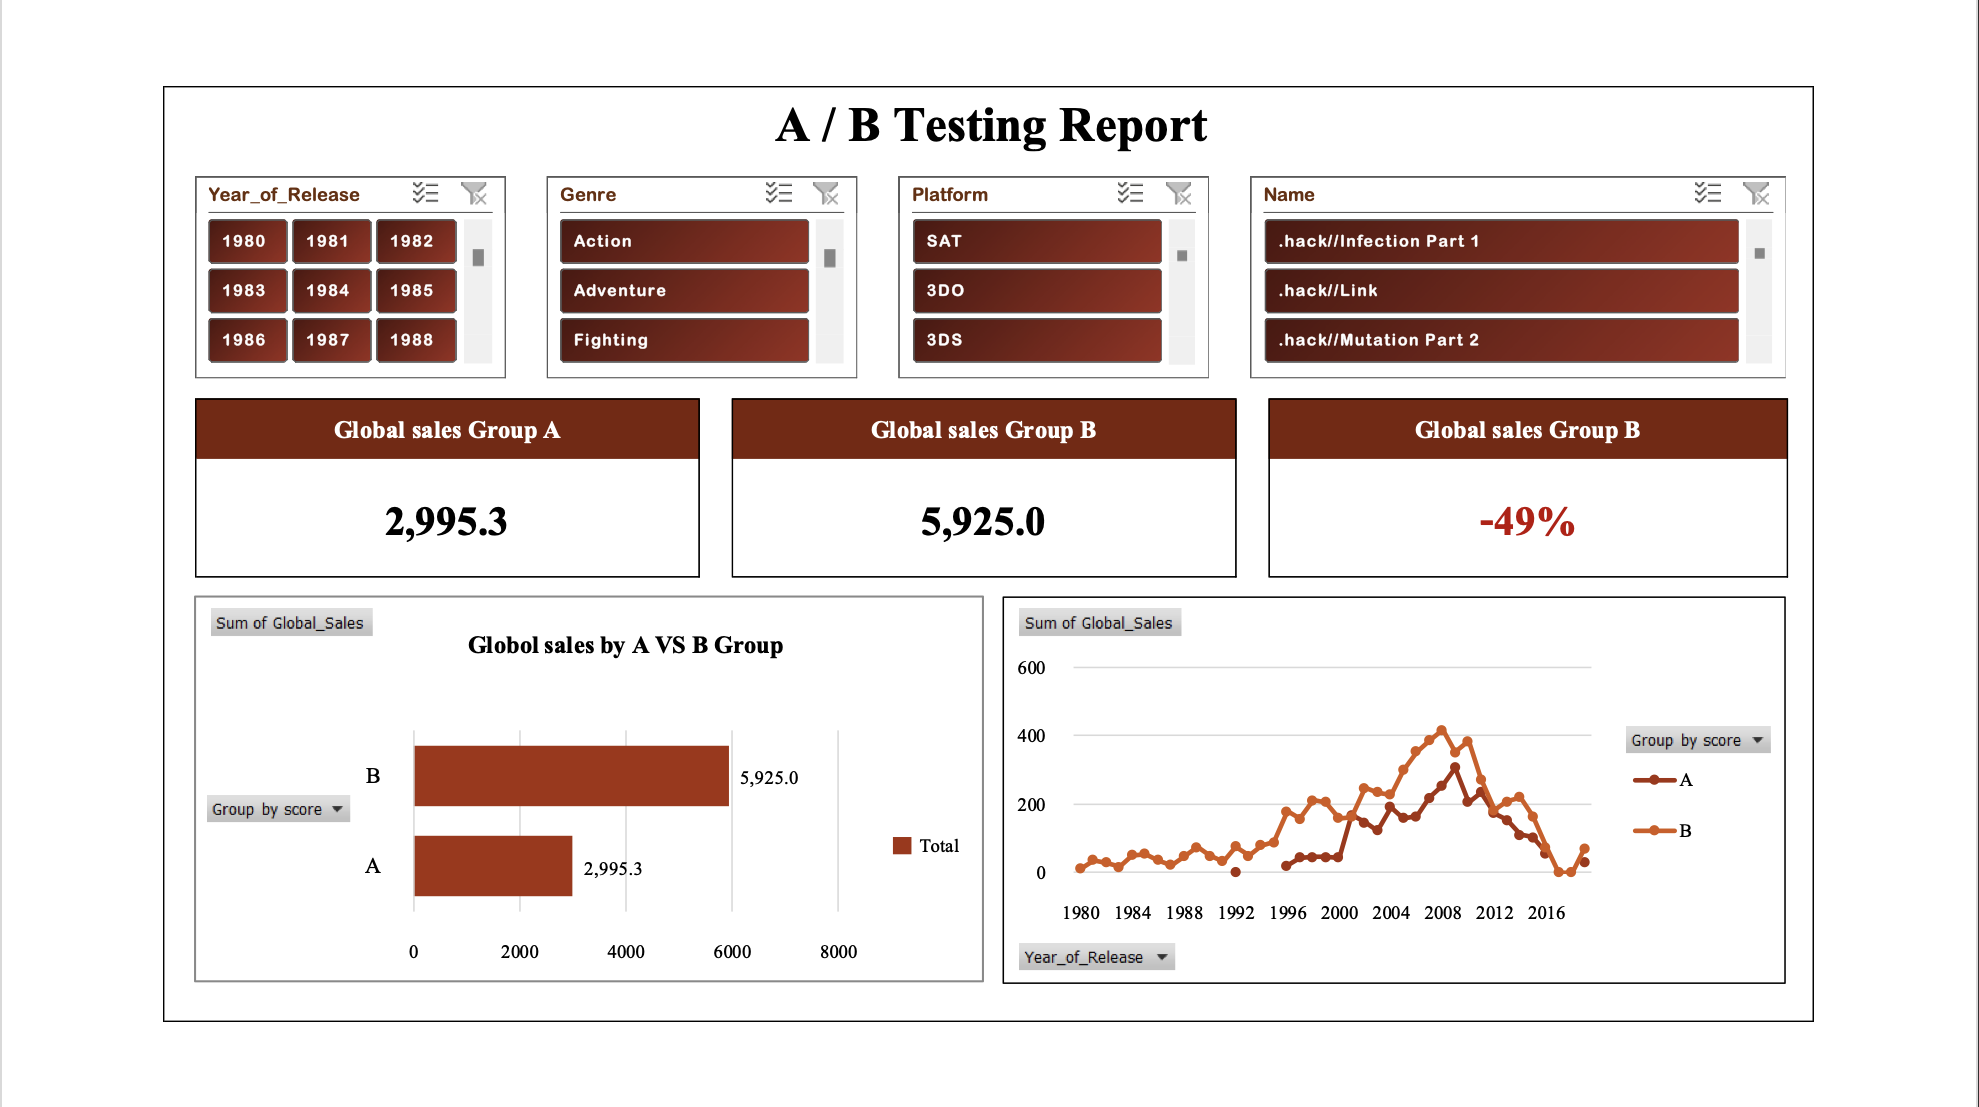 A / B Testing Report
Year_of_Release
1980 1981 1982
1983 1984 1985
1986 1987 1988
Genre
Action
Adventure
Fighting
Platform
SAT
3DO
3DS
Name
.hack//Infection Part 1
.hack//Link
.hack//Mutation Part 2
Global sales Group A
2,995.3
Global sales Group B
5,925.0
Global sales Group B
-49%
Sum of Global_Sales
Globol sales by A VS B Group
B
5,925.0
Group by score
A
2,995.3
Total
0 2000 4000 6000 8000
Sum of Global_Sales
600
400
200
0
1980 1984 1988 1992 1996 2000 2004 2008 2012 2016
Group by score
A
B
Year_of_Release